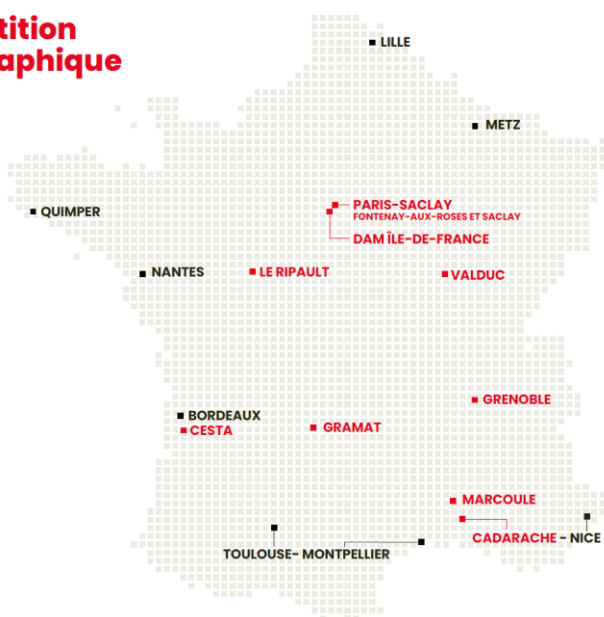 tition
aphique
LILLE
METZ
PARIS-SACLAY
FONTENAY-AUX-ROSES ET SACLAY
QUIMPER
DAM ÎLE-DE-FRANCE
NANTES
LE RIPAULT
VALDUC
GRENOBLE
BORDEAUX
CESTA
GRAMAT
MARCOULE
CADARACHE - NICE
TOULOUSE- MONTPELLIER